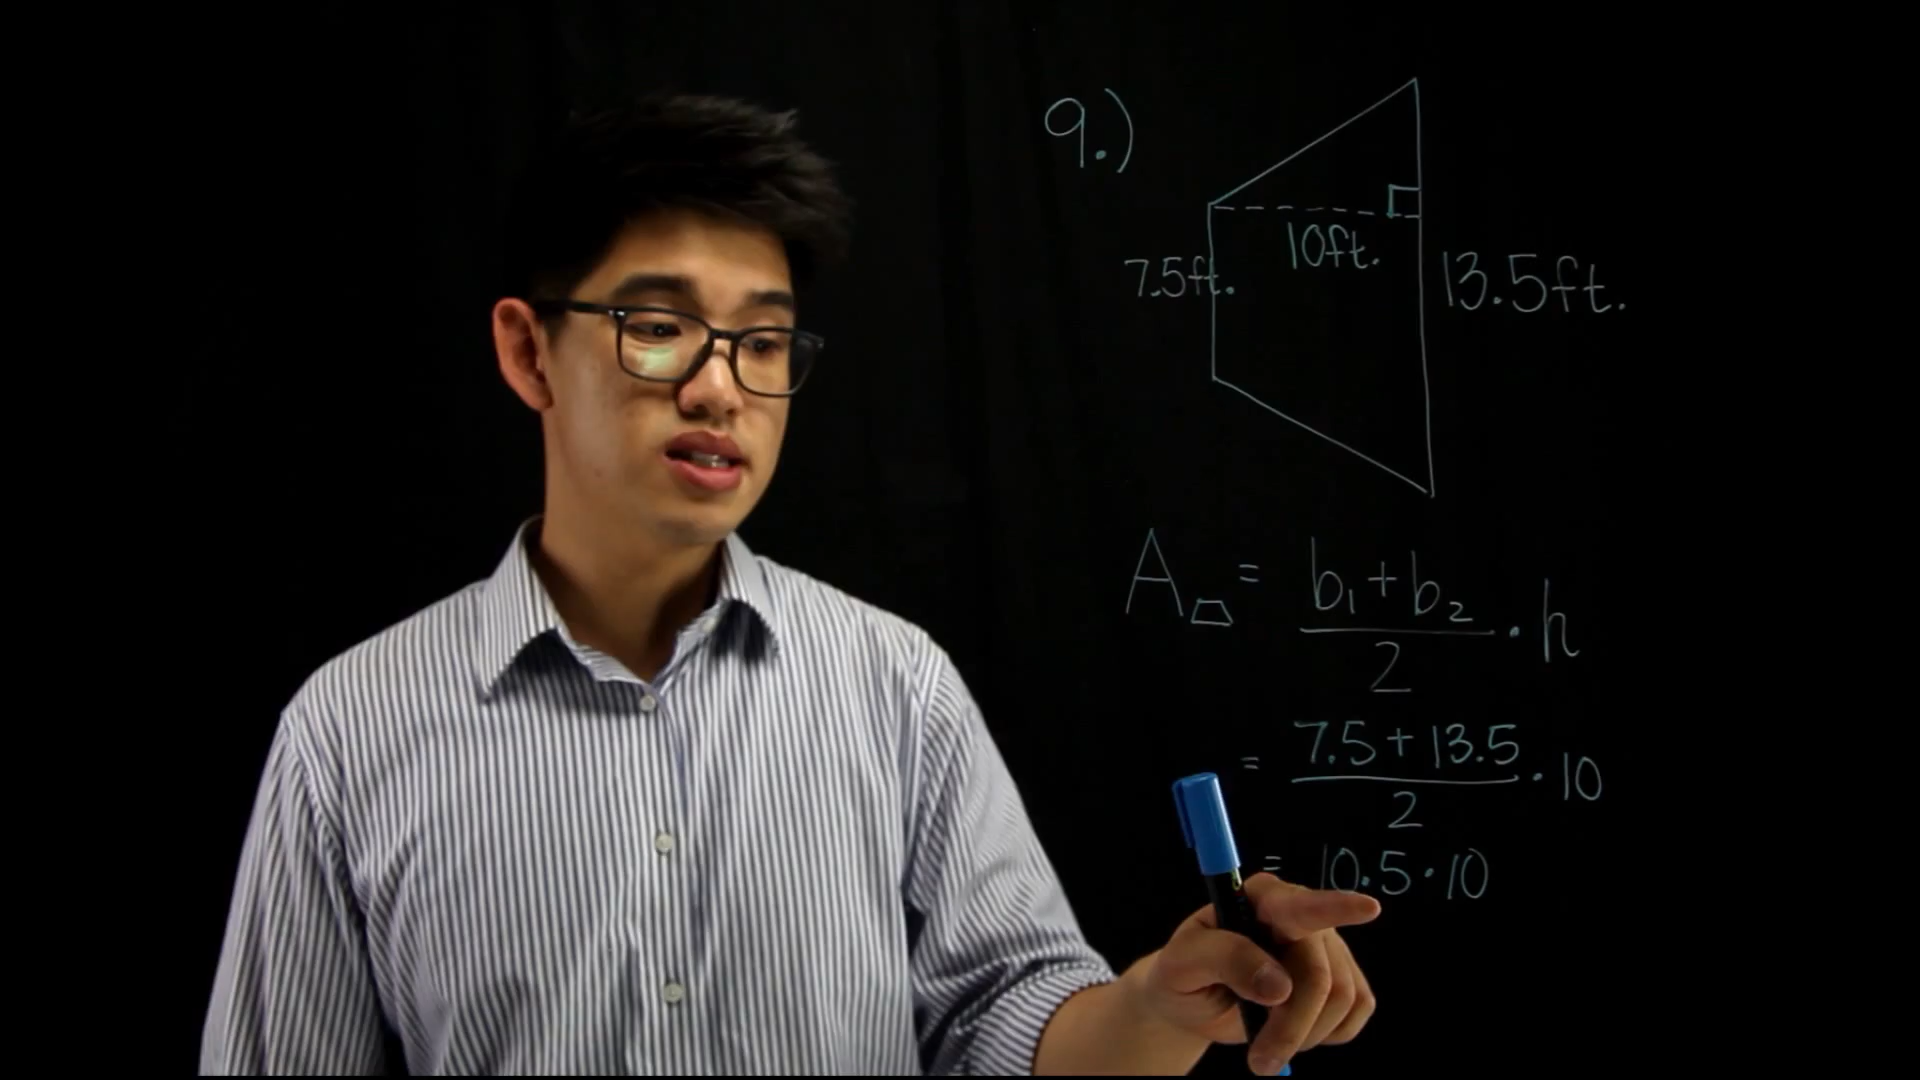 9.)
10ft.
7.5ft.
13.5ft.
A▱ = b₁+b₂/2 · h
= 7.5+13.5/2 · 10
= 10.5·10